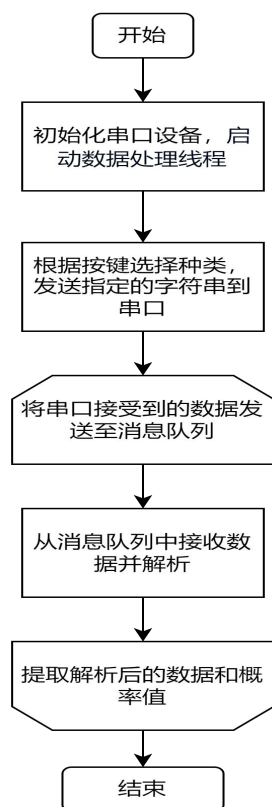 开始
初始化串口设备，启
动数据处理线程
根据按键选择种类，
发送指定的字符串到
串口
将串口接受到的数据发
送至消息队列
从消息队列中接收数
据并解析
提取解析后的数据和概
率值
结束